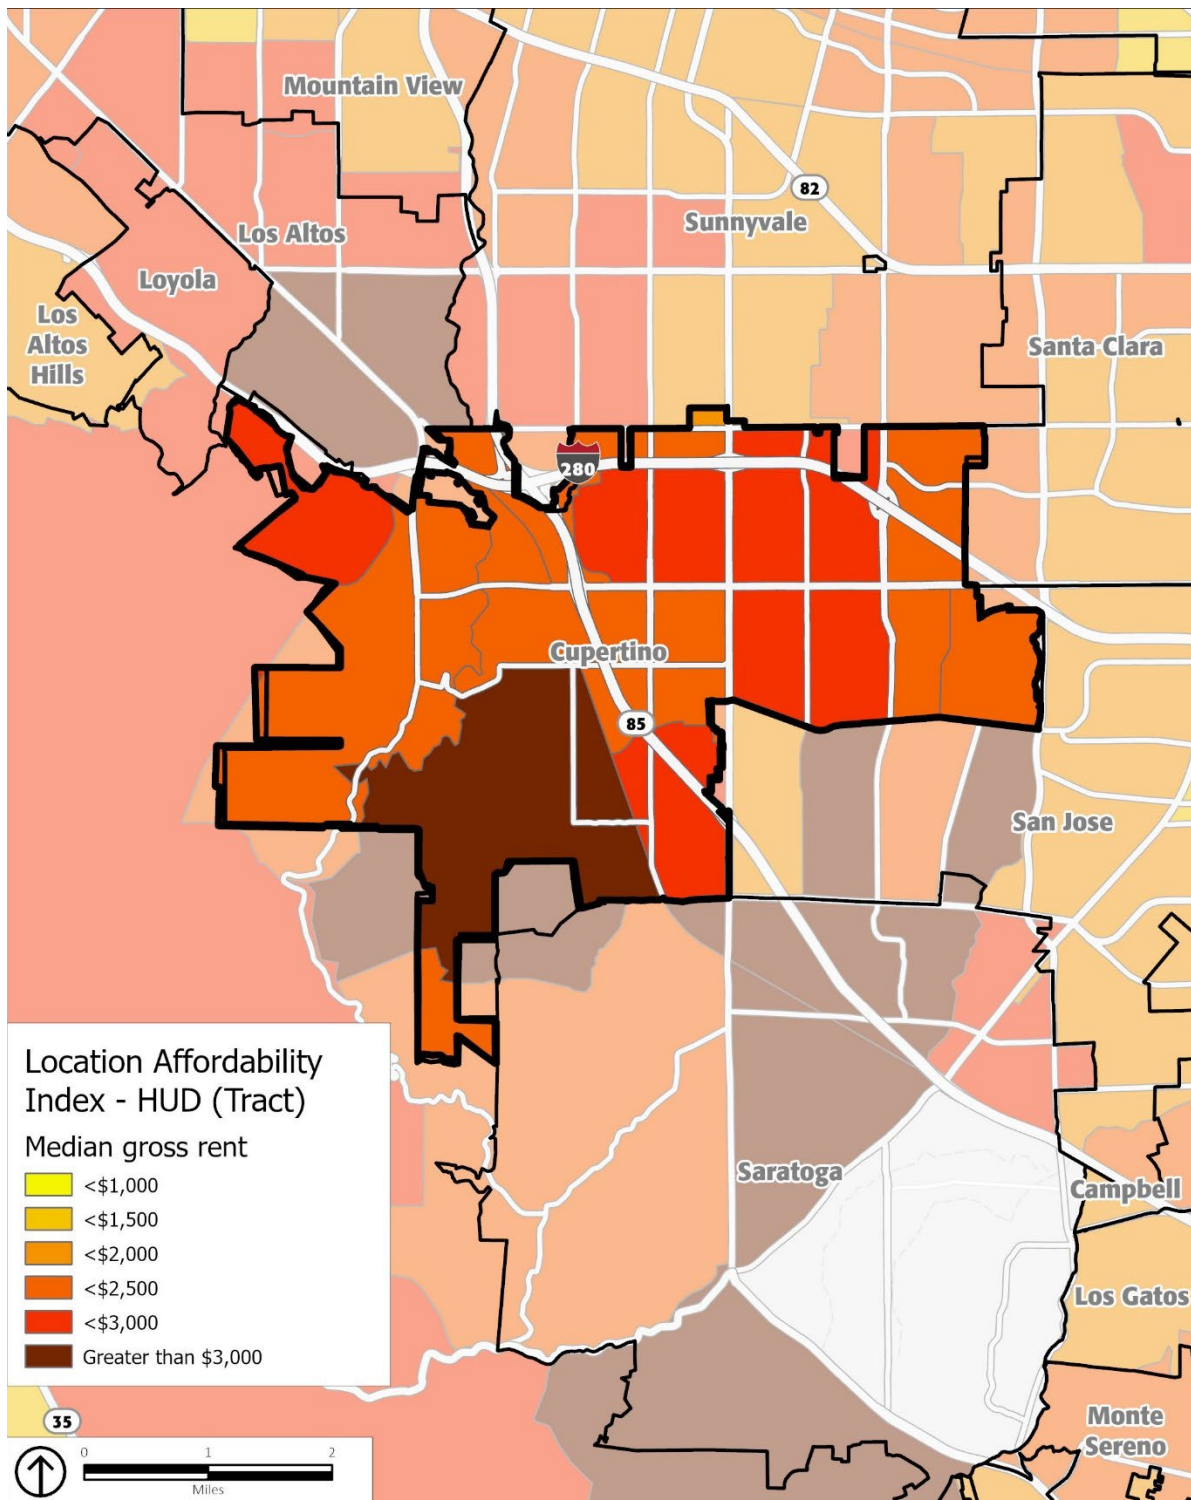 Mountain View
82
Los Altos
Sunnyvale
Loyola
Los
Altos
Hills
Santa Clara
280
Cupertino
85
San Jose
Location Affordability
Index - HUD (Tract)
Median gross rent
<$1,000
<$1,500
<$2,000
<$2,500
<$3,000
Greater than $3,000
Saratoga
Campbell
Los Gatos
Monte
Sereno
35
0 1 2
Miles